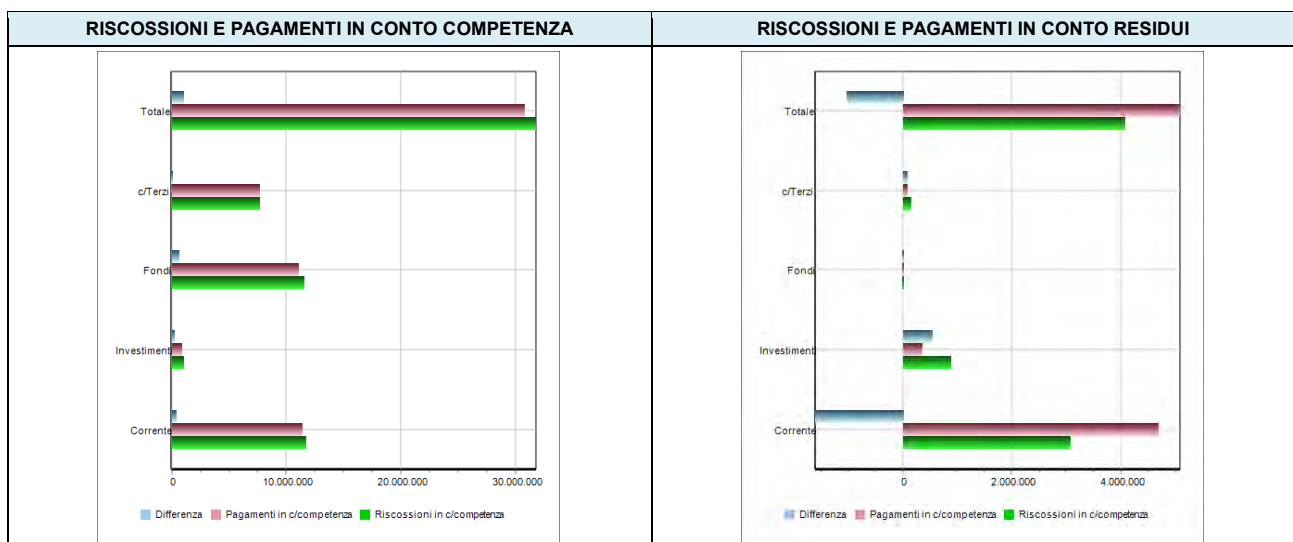 RISCOSSIONI E PAGAMENTI IN CONTO COMPETENZA
Totale
c/Terzi
Fondi
Investimenti
Corrente
0 10.000.000 20.000.000 30.000.000
Differenza Pagamenti in c/competenza Riscossioni in c/competenza
RISCOSSIONI E PAGAMENTI IN CONTO RESIDUI
Totale
c/Terzi
Fondi
Investimenti
Corrente
0 2.000.000 4.000.000
Differenza Pagamenti in c/competenza Riscossioni in c/competenza